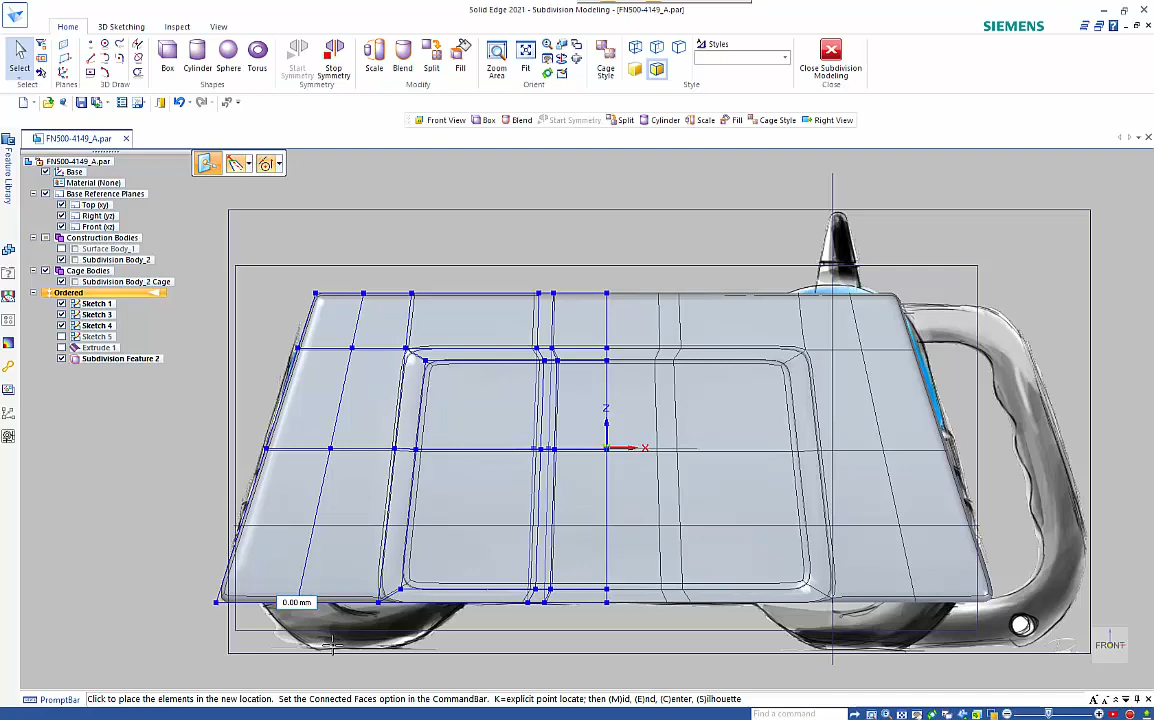 Solid Edge 2021 - Subdivision Modeling - [FN500-4149_A.par]
Home 3D Sketching Inspect View SIEMENS
Select Box Cylinder Sphere Torus Start Symmetry Stop Symmetry Scale Blend Split Fill Zoom Area Fit Cage Style Styles Close Subdivision Modeling
Select Planes 3D Draw Shapes Symmetry Modify Orient Style Close
Front View Box Blend Start Symmetry Split Cylinder Scale Fill Cage Style Right View
FN500-4149_A.par
Feature Library
FN500-4149_A.par
Base
Material (None)
Base Reference Planes
Top (xy)
Right (yz)
Front (xz)
Construction Bodies
Surface Body_1
Subdivision Body_2
Cage Bodies
Subdivision Body_2 Cage
Ordered
Sketch 1
Sketch 3
Sketch 4
Sketch 5
Extrude 1
Subdivision Feature 2
Z
X
0.00 mm
FRONT
PromptBar Click to place the elements in the new location. Set the Connected Faces option in the CommandBar. K=explicit point locate; then (M)id, (E)nd, (C)enter, (S)ilhouette
Find a command